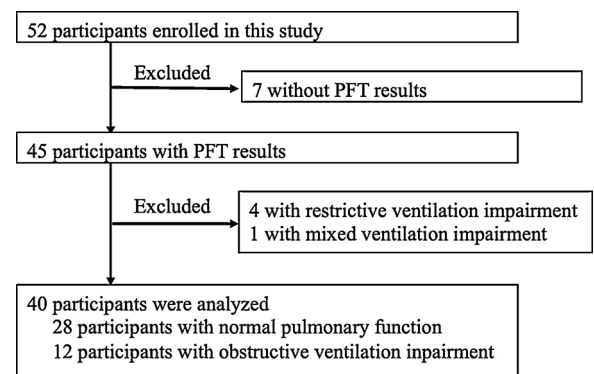 52 participants enrolled in this study
Excluded
7 without PFT results
45 participants with PFT results
Excluded
4 with restrictive ventilation impairment
1 with mixed ventilation impairment
40 participants were analyzed
28 participants with normal pulmonary function
12 participants with obstructive ventilation inpairment